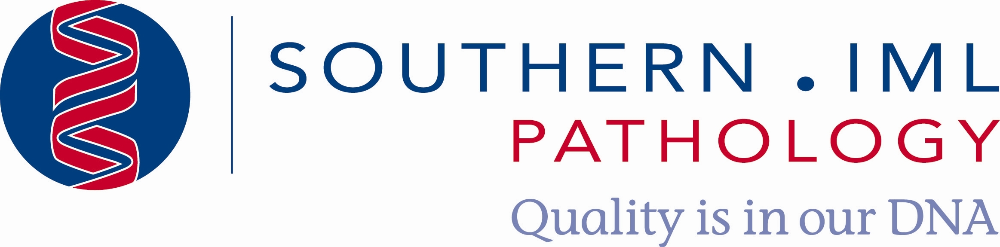 SOUTHERN . IML
PATHOLOGY
Quality is in our DNA